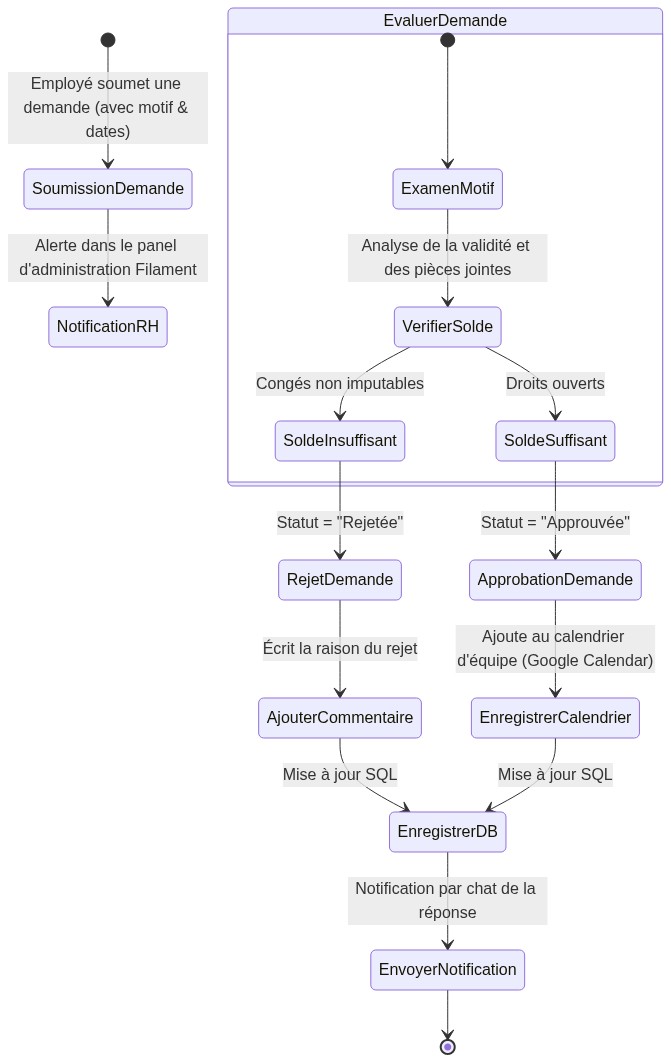 EvaluerDemande
Employé soumet une
demande (avec motif &
dates)
SoumissionDemande
ExamenMotif
Alerte dans le panel
d'administration Filament
Analyse de la validité et
des pièces jointes
NotificationRH
VerifierSolde
Congés non imputables
Droits ouverts
SoldeInsuffisant
SoldeSuffisant
Statut = "Rejetée"
Statut = "Approuvée"
RejetDemande
ApprobationDemande
Écrit la raison du rejet
Ajoute au calendrier
d'équipe (Google Calendar)
AjouterCommentaire
EnregistrerCalendrier
Mise à jour SQL
Mise à jour SQL
EnregistrerDB
Notification par chat de la
réponse
EnvoyerNotification